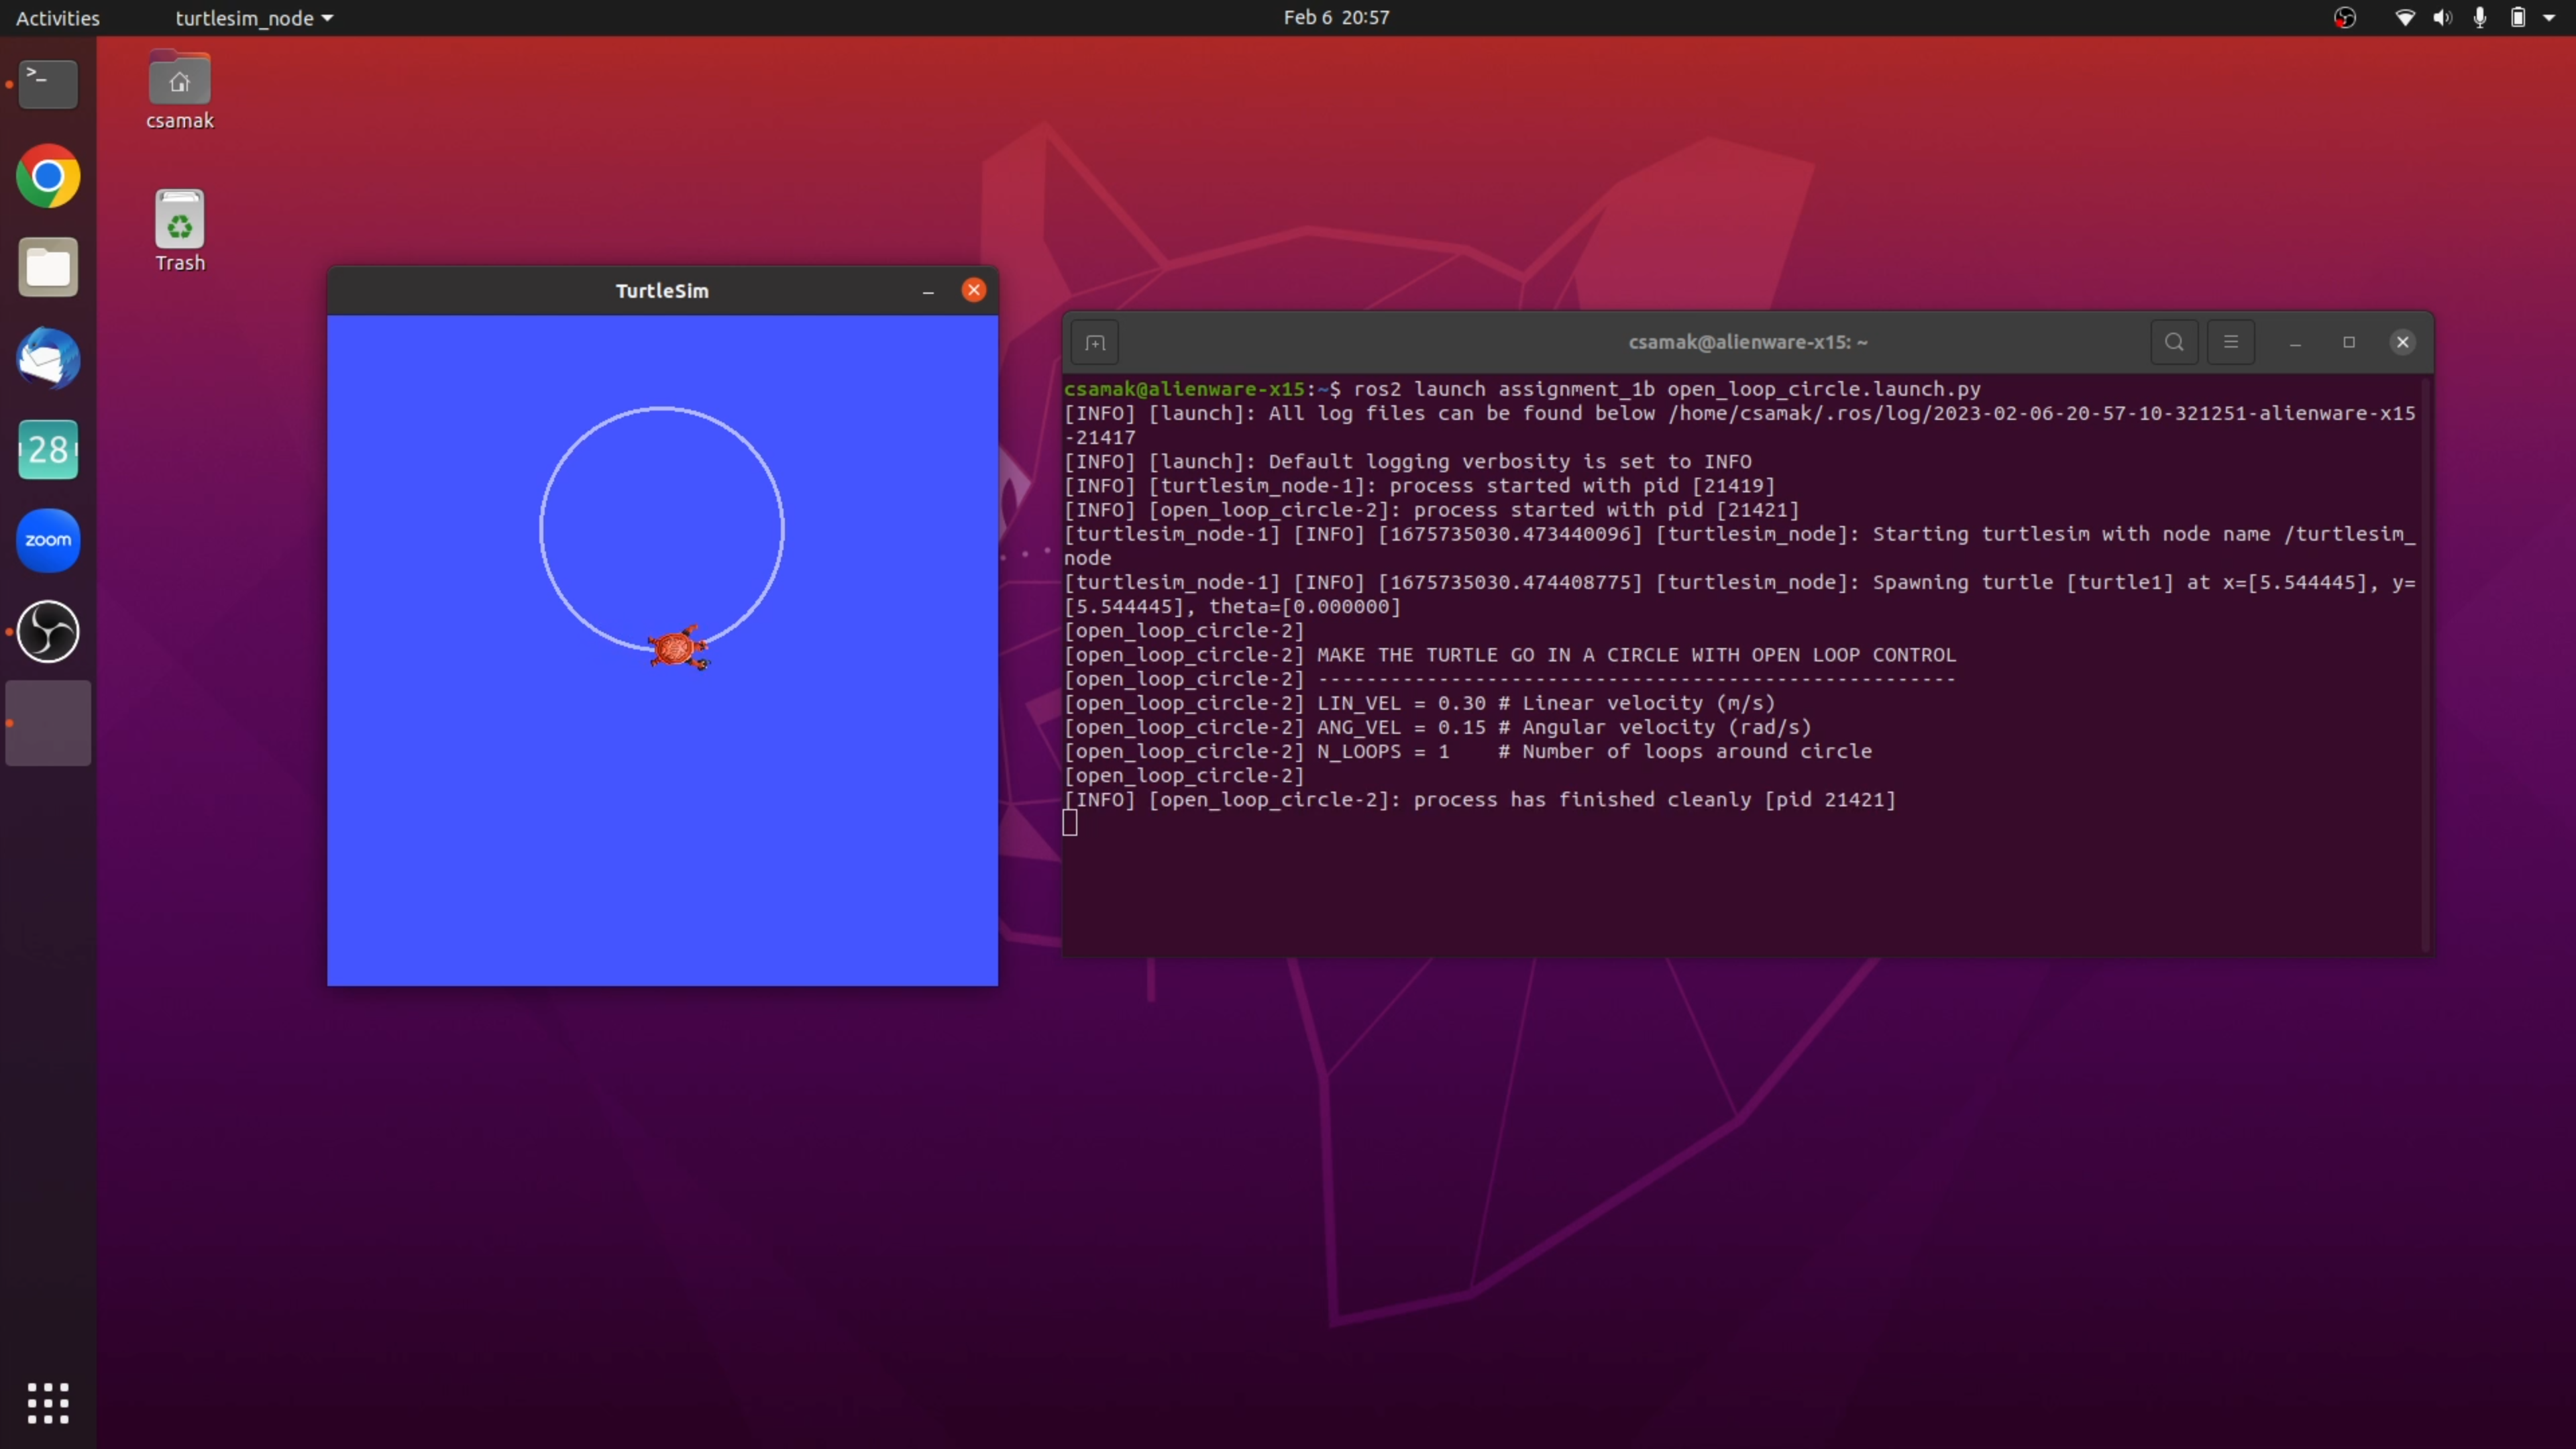 Activities
turtlesim_node
Feb 6 20:57
csamak
Trash
28
zoom
TurtleSim
csamak@alienware-x15: ~
csamak@alienware-x15:~$ ros2 launch assignment_1b open_loop_circle.launch.py
[INFO] [launch]: All log files can be found below /home/csamak/.ros/log/2023-02-06-20-57-10-321251-alienware-x15
-21417
[INFO] [launch]: Default logging verbosity is set to INFO
[INFO] [turtlesim_node-1]: process started with pid [21419]
[INFO] [open_loop_circle-2]: process started with pid [21421]
[turtlesim_node-1] [INFO] [1675735030.473440096] [turtlesim_node]: Starting turtlesim with node name /turtlesim_
node
[turtlesim_node-1] [INFO] [1675735030.474408775] [turtlesim_node]: Spawning turtle [turtle1] at x=[5.544445], y=
[5.544445], theta=[0.000000]
[open_loop_circle-2]
[open_loop_circle-2] MAKE THE TURTLE GO IN A CIRCLE WITH OPEN LOOP CONTROL
[open_loop_circle-2] -----------------------------------------------------
[open_loop_circle-2] LIN_VEL = 0.30 # Linear velocity (m/s)
[open_loop_circle-2] ANG_VEL = 0.15 # Angular velocity (rad/s)
[open_loop_circle-2] N_LOOPS = 1    # Number of loops around circle
[open_loop_circle-2]
[INFO] [open_loop_circle-2]: process has finished cleanly [pid 21421]